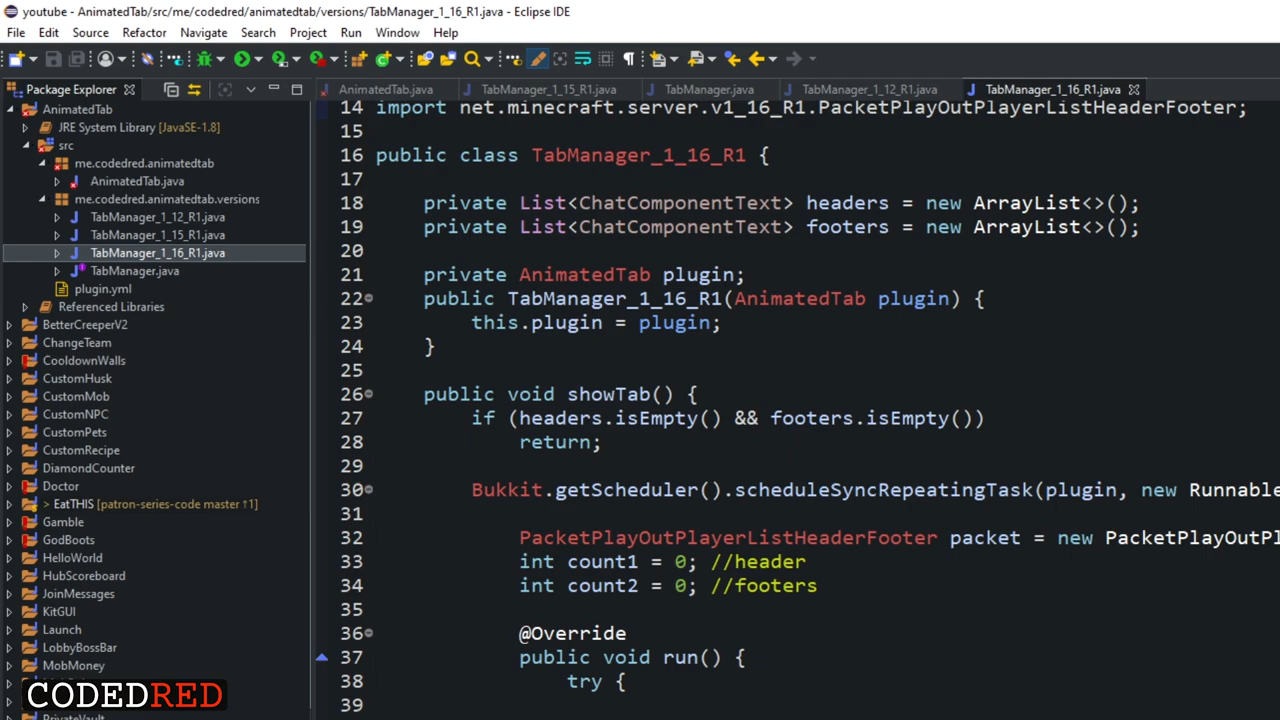 youtube - AnimatedTab/src/me/codedred/animatedtab/versions/TabManager_1_16_R1.java - Eclipse IDE
File Edit Source Refactor Navigate Search Project Run Window Help
Package Explorer
AnimatedTab
JRE System Library [JavaSE-1.8]
src
me.codedred.animatedtab
AnimatedTab.java
me.codedred.animatedtab.versions
TabManager_1_12_R1.java
TabManager_1_15_R1.java
TabManager_1_16_R1.java
TabManager.java
plugin.yml
Referenced Libraries
BetterCreeperV2
ChangeTeam
CooldownWalls
CustomHusk
CustomMob
CustomNPC
CustomPets
CustomRecipe
DiamondCounter
Doctor
> EatTHIS [patron-series-code master ↑1]
Gamble
GodBoots
HelloWorld
HubScoreboard
JoinMessages
KitGUI
Launch
LobbyBossBar
MobMoney
CODEDRED
AnimatedTab.java TabManager_1_15_R1.java TabManager.java TabManager_1_12_R1.java TabManager_1_16_R1.java
14 import net.minecraft.server.v1_16_R1.PacketPlayOutPlayerListHeaderFooter;
15
16 public class TabManager_1_16_R1 {
17
18 private List<ChatComponentText> headers = new ArrayList<>();
19 private List<ChatComponentText> footers = new ArrayList<>();
20
21 private AnimatedTab plugin;
22 public TabManager_1_16_R1(AnimatedTab plugin) {
23 this.plugin = plugin;
24 }
25
26 public void showTab() {
27 if (headers.isEmpty() && footers.isEmpty())
28 return;
29
30 Bukkit.getScheduler().scheduleSyncRepeatingTask(plugin, new Runnable
31
32 PacketPlayOutPlayerListHeaderFooter packet = new PacketPlayOutPl
33 int count1 = 0; //header
34 int count2 = 0; //footers
35
36 @Override
37 public void run() {
38 try {
39